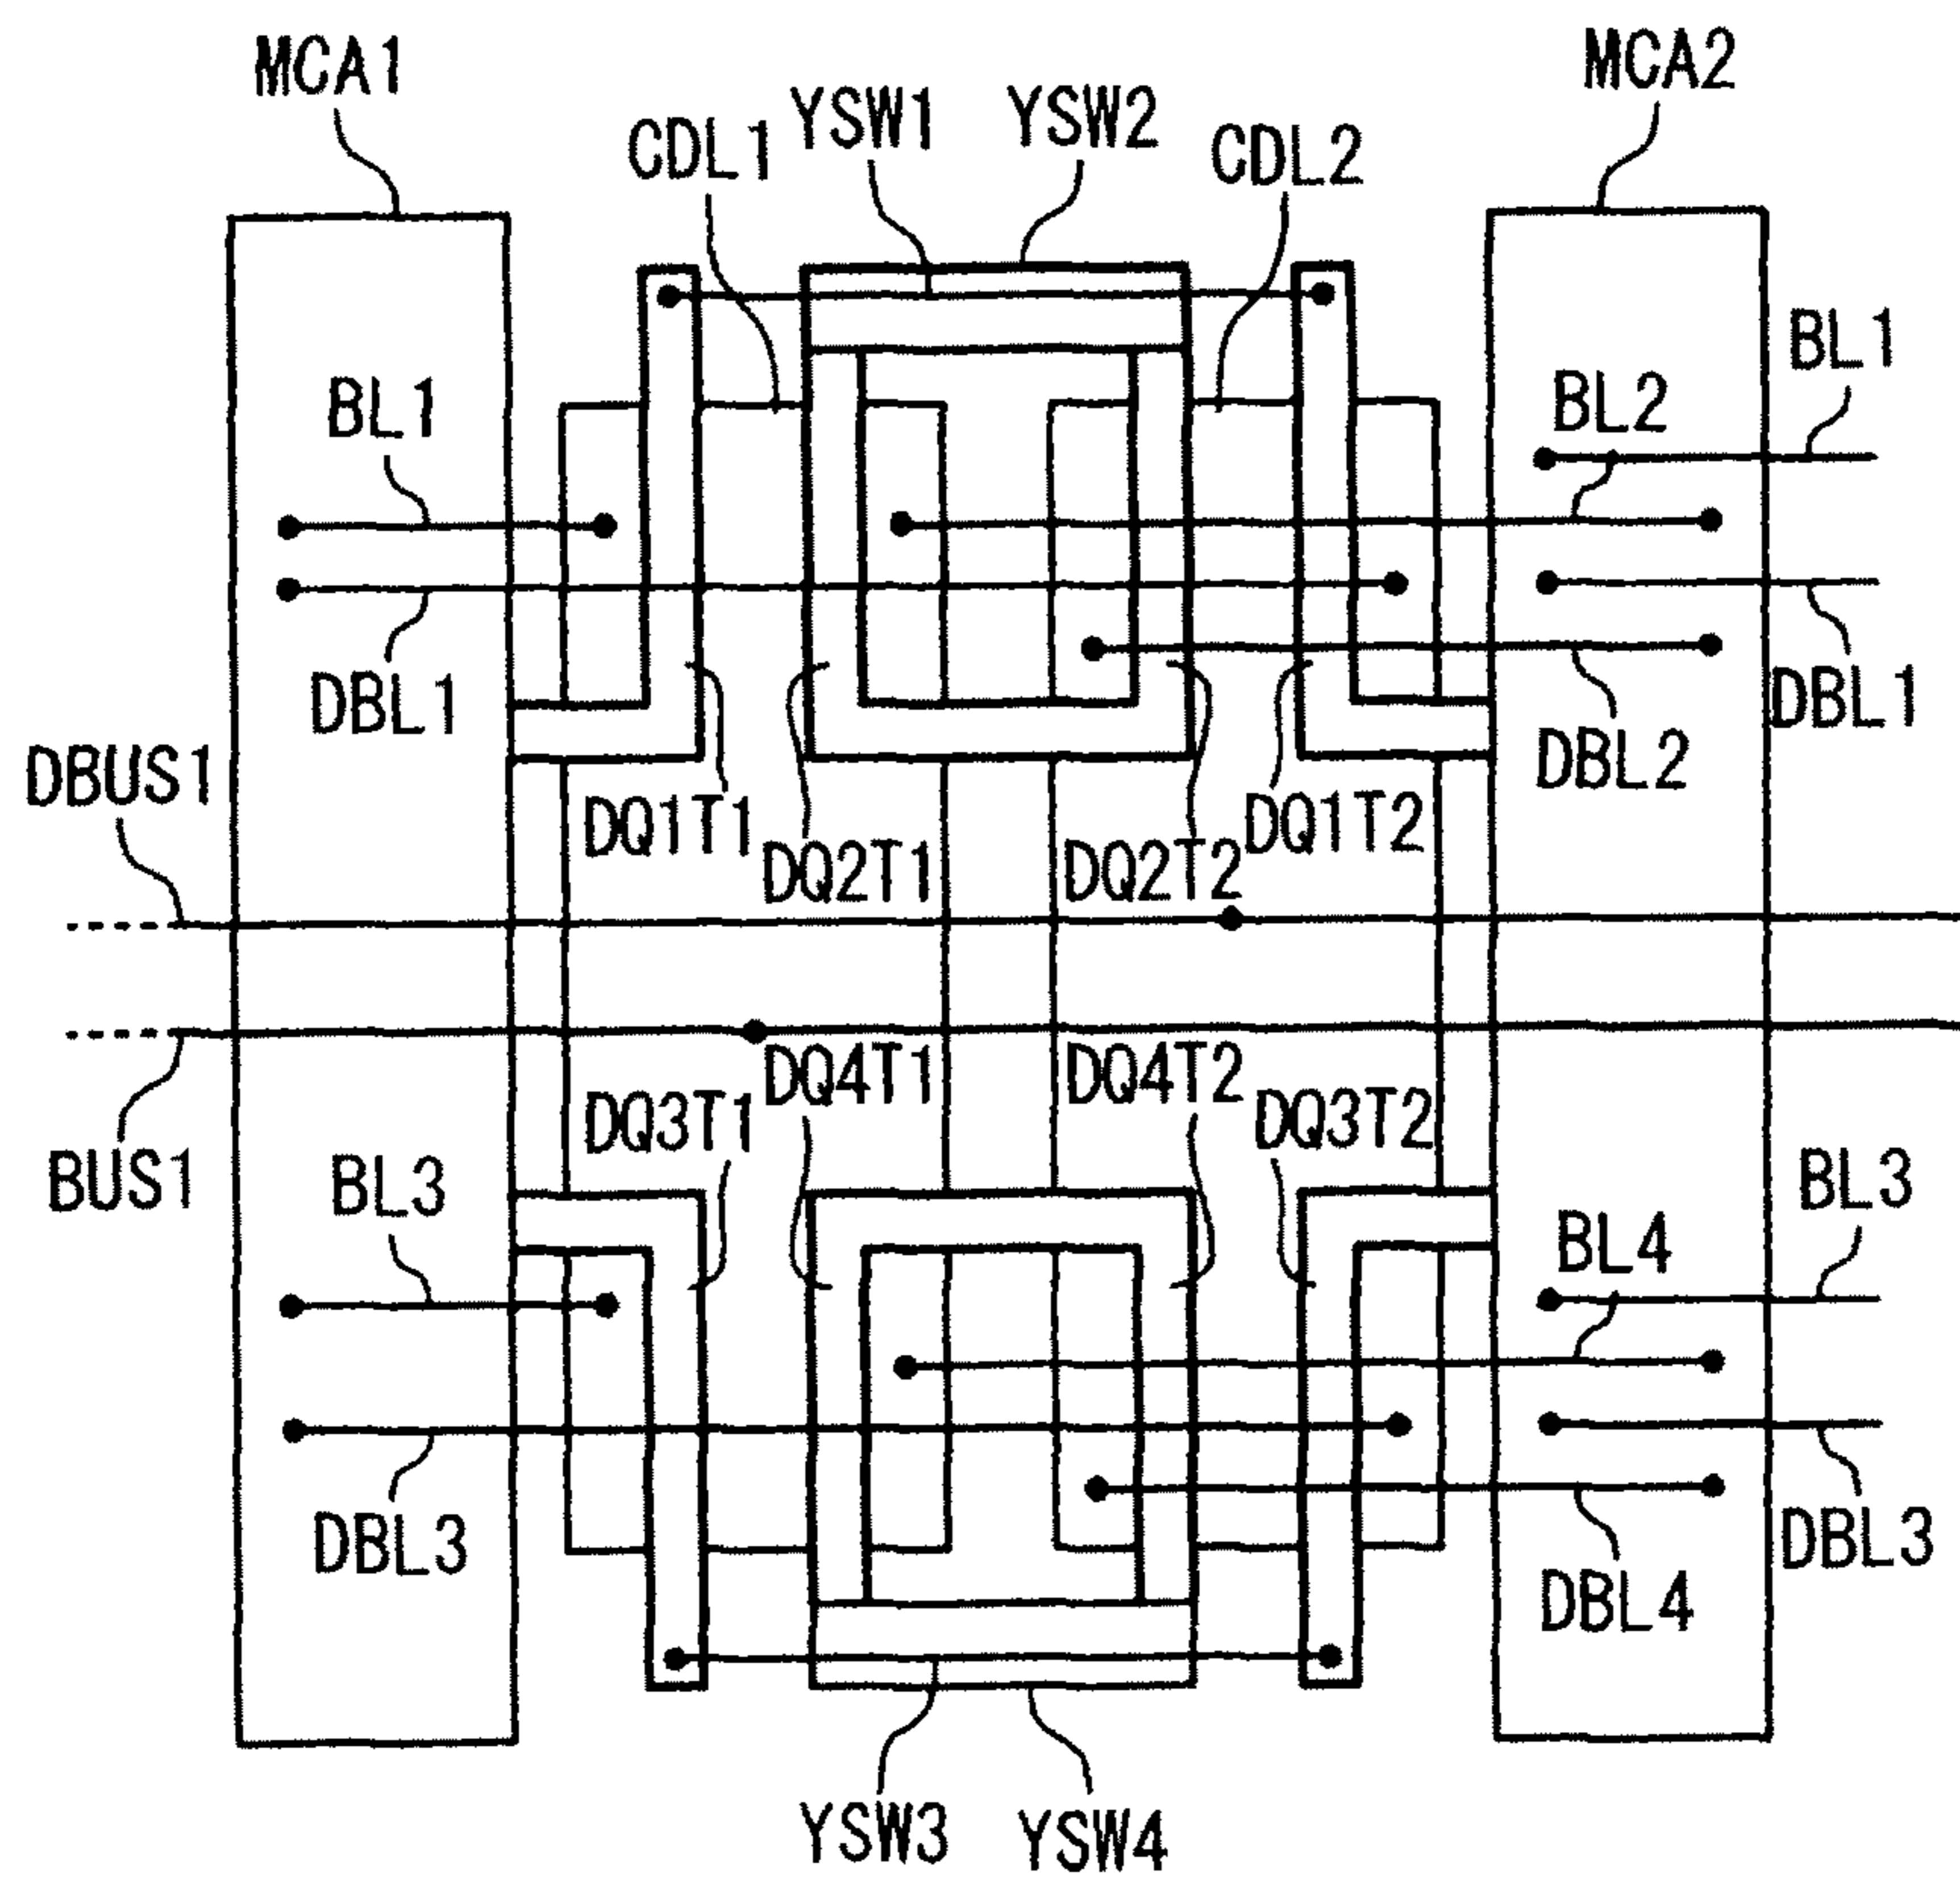 MCA1
MCA2
YSW1
YSW2
CDL1
CDL2
BL1
BL2
BL1
DBL1
DBL2
DBL1
DBUS1
DQ1T1
DQ2T1
DQ2T2
DQ1T2
BUS1
DQ3T1
DQ4T1
DQ4T2
DQ3T2
BL3
BL4
BL3
DBL3
DBL4
DBL3
YSW3
YSW4